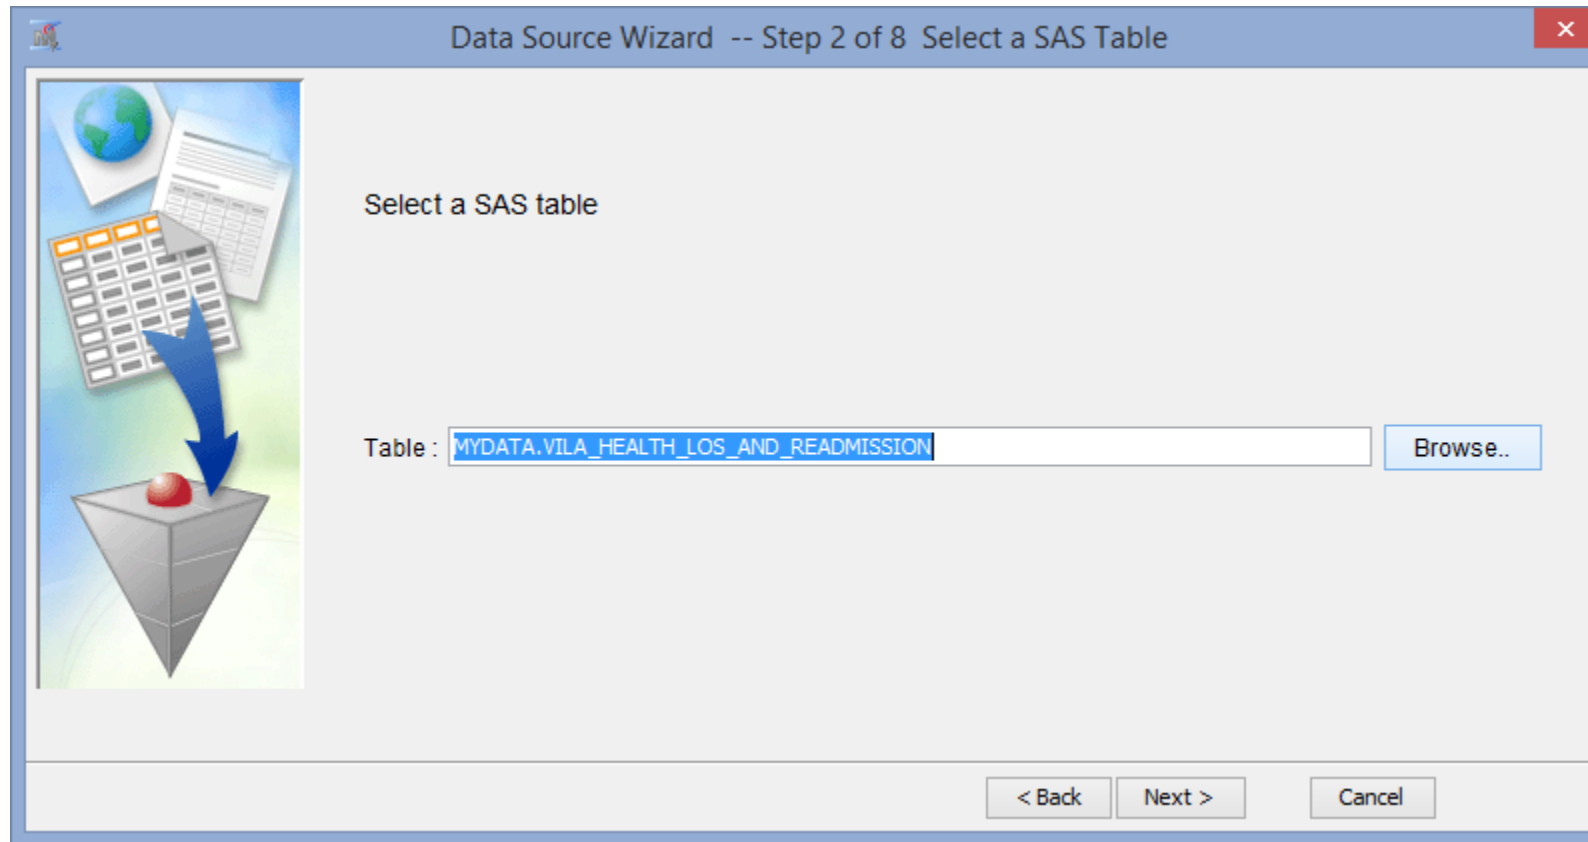 Data Source Wizard -- Step 2 of 8 Select a SAS Table
Select a SAS table
Table : MYDATA.VILA_HEALTH_LOS_AND_READMISSION Browse..
< Back Next > Cancel